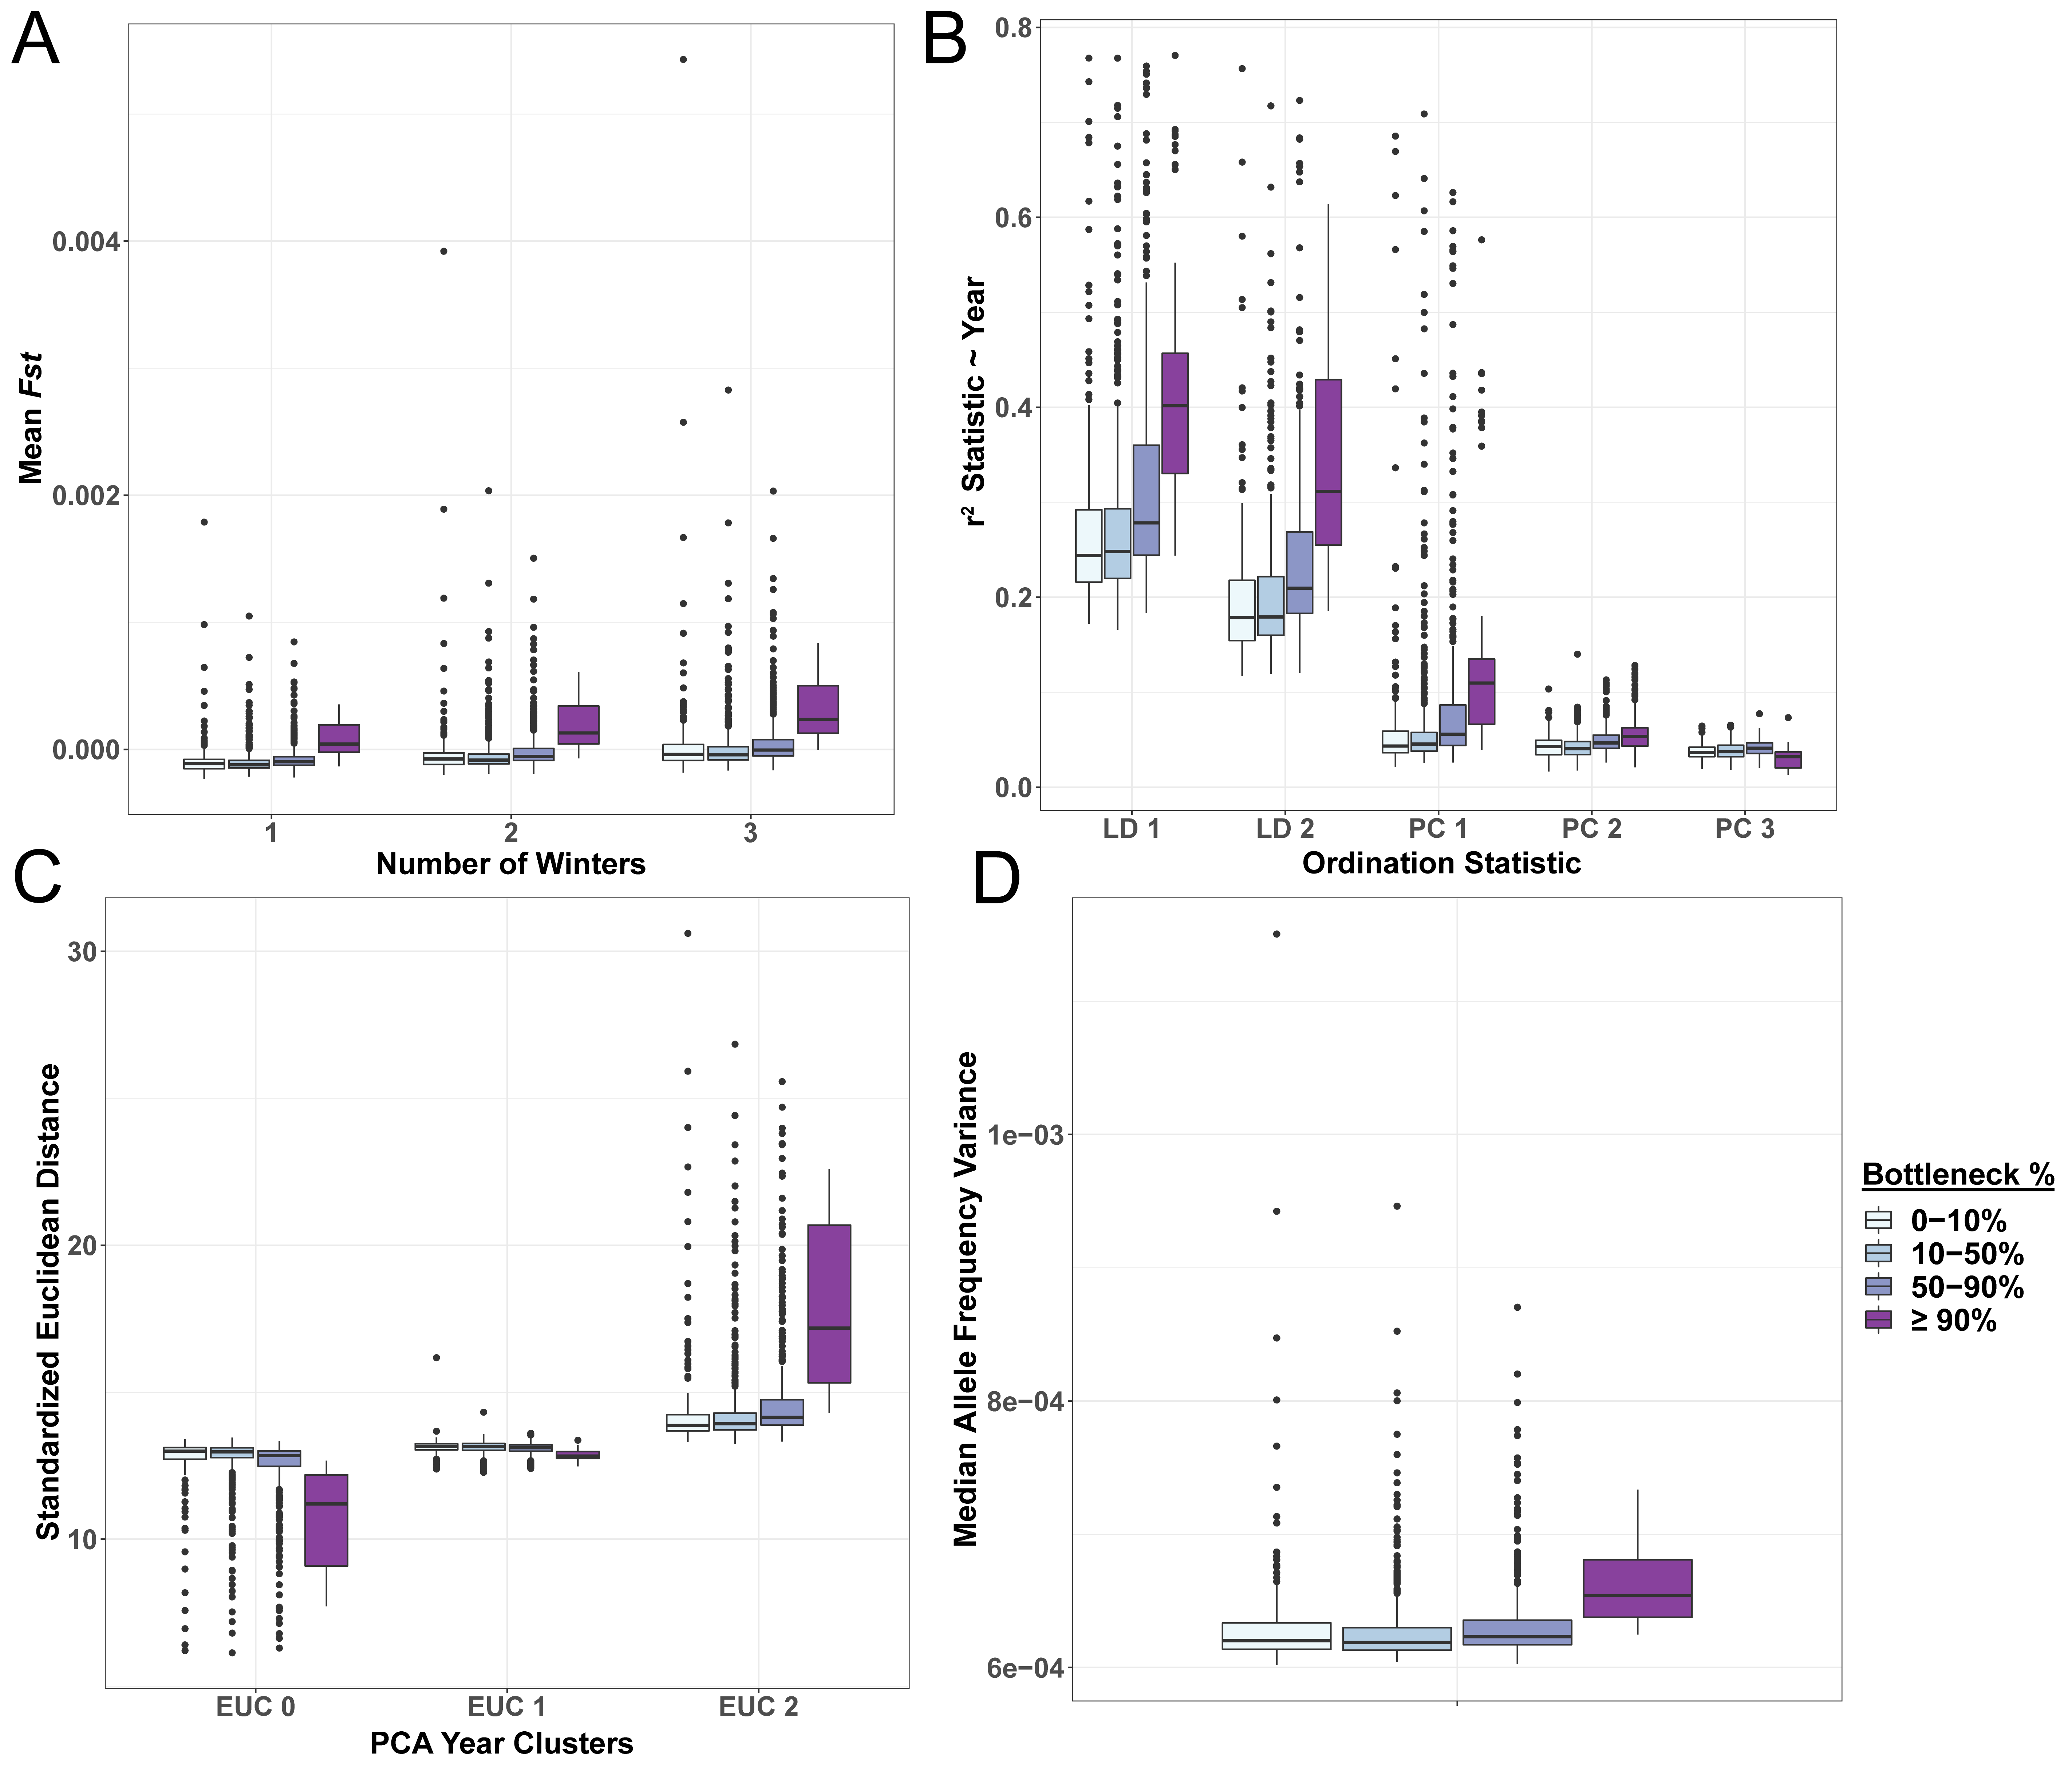 A
Mean Fst
0.004
0.002
0.000
1 2 3
Number of Winters
B
r² Statistic ~ Year
0.8
0.6
0.4
0.2
0.0
LD 1 LD 2 PC 1 PC 2 PC 3
Ordination Statistic
C
Standardized Euclidean Distance
30
20
10
EUC 0 EUC 1 EUC 2
PCA Year Clusters
D
Median Allele Frequency Variance
1e−03
8e−04
6e−04
Bottleneck %
0−10%
10−50%
50−90%
≥ 90%